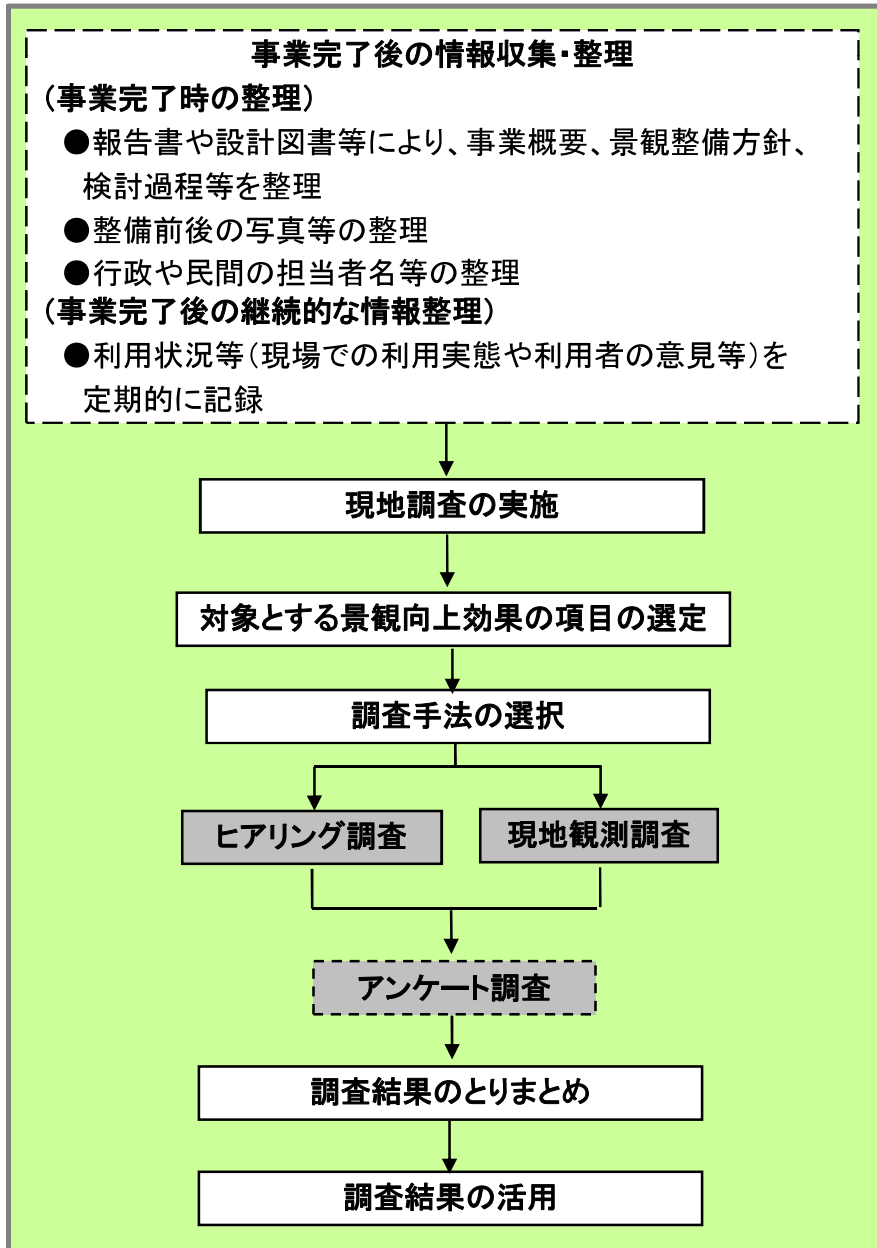 事業完了後の情報収集・整理
（事業完了時の整理）
●報告書や設計図書等により、事業概要、景観整備方針、
検討過程等を整理
●整備前後の写真等の整理
●行政や民間の担当者名等の整理
（事業完了後の継続的な情報整理）
●利用状況等（現場での利用実態や利用者の意見等）を
定期的に記録
現地調査の実施
対象とする景観向上効果の項目の選定
調査手法の選択
ヒアリング調査
現地観測調査
アンケート調査
調査結果のとりまとめ
調査結果の活用